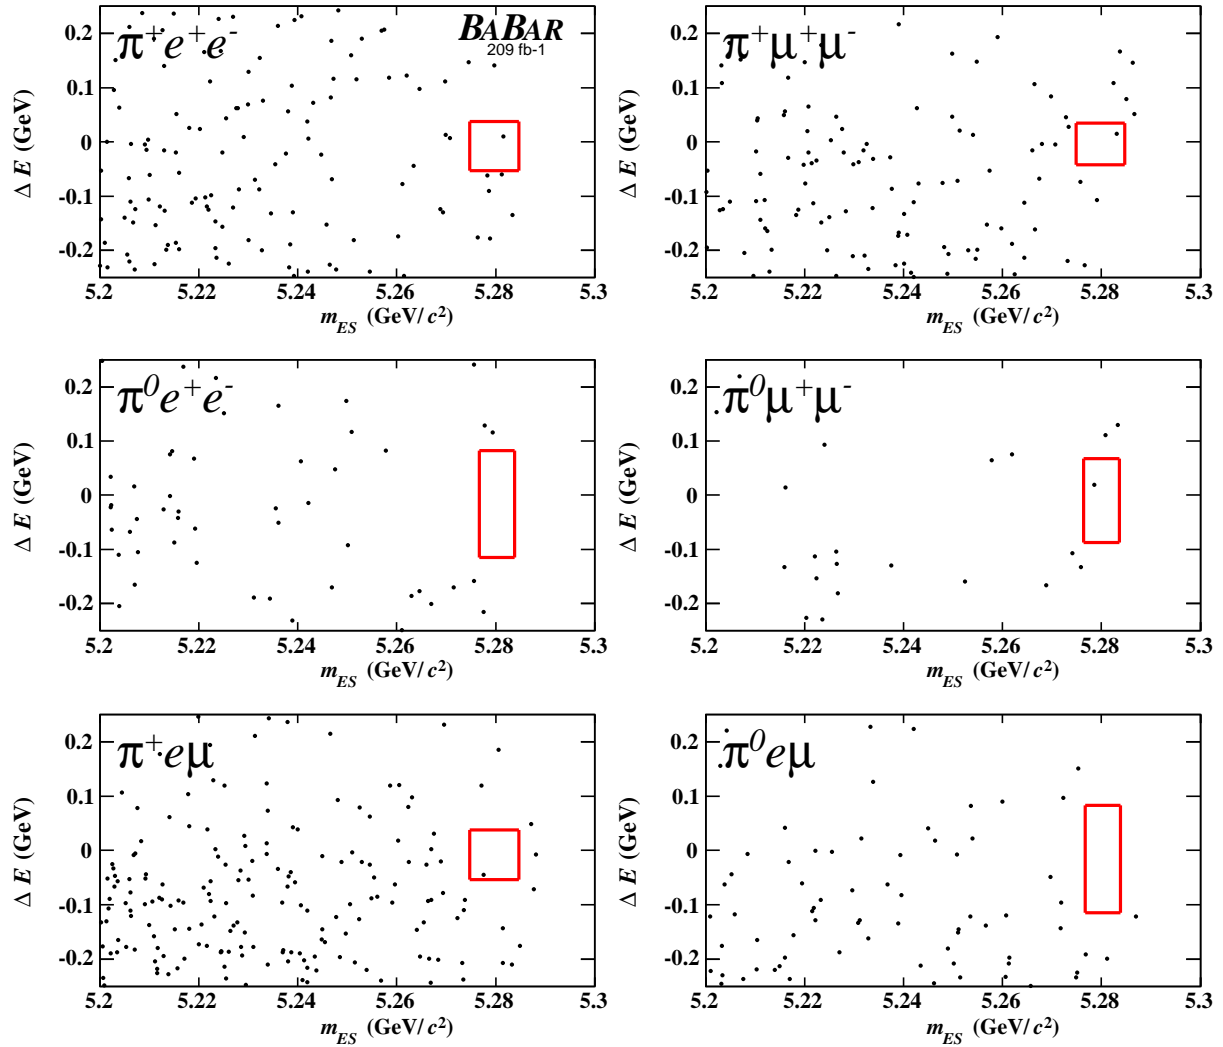 π⁺e⁺e⁻
BABAR
209 fb-1
0.2
0.1
0
-0.1
-0.2
Δ E (GeV)
5.2 5.22 5.24 5.26 5.28 5.3
m_ES (GeV/c²)
π⁺μ⁺μ⁻
0.2
0.1
0
-0.1
-0.2
Δ E (GeV)
5.2 5.22 5.24 5.26 5.28 5.3
m_ES (GeV/c²)
π⁰e⁺e⁻
0.2
0.1
0
-0.1
-0.2
Δ E (GeV)
5.2 5.22 5.24 5.26 5.28 5.3
m_ES (GeV/c²)
π⁰μ⁺μ⁻
0.2
0.1
0
-0.1
-0.2
Δ E (GeV)
5.2 5.22 5.24 5.26 5.28 5.3
m_ES (GeV/c²)
π⁺eμ
0.2
0.1
0
-0.1
-0.2
Δ E (GeV)
5.2 5.22 5.24 5.26 5.28 5.3
m_ES (GeV/c²)
π⁰eμ
0.2
0.1
0
-0.1
-0.2
Δ E (GeV)
5.2 5.22 5.24 5.26 5.28 5.3
m_ES (GeV/c²)